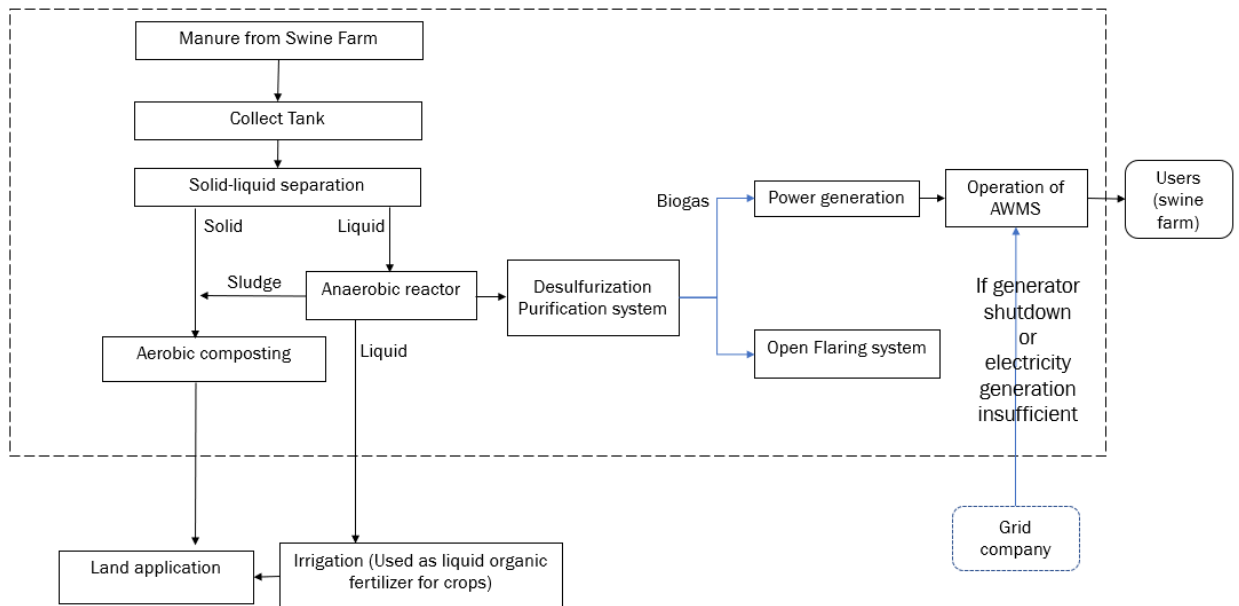 Manure from Swine Farm
Collect Tank
Solid-liquid separation
Solid
Liquid
Biogas
Power generation
Operation of
AWMS
Users
(swine
farm)
Sludge
Anaerobic reactor
Desulfurization
Purification system
If generator
shutdown
or
electricity
generation
insufficient
Aerobic composting
Liquid
Open Flaring system
Grid
company
Land application
Irrigation (Used as liquid organic
fertilizer for crops)